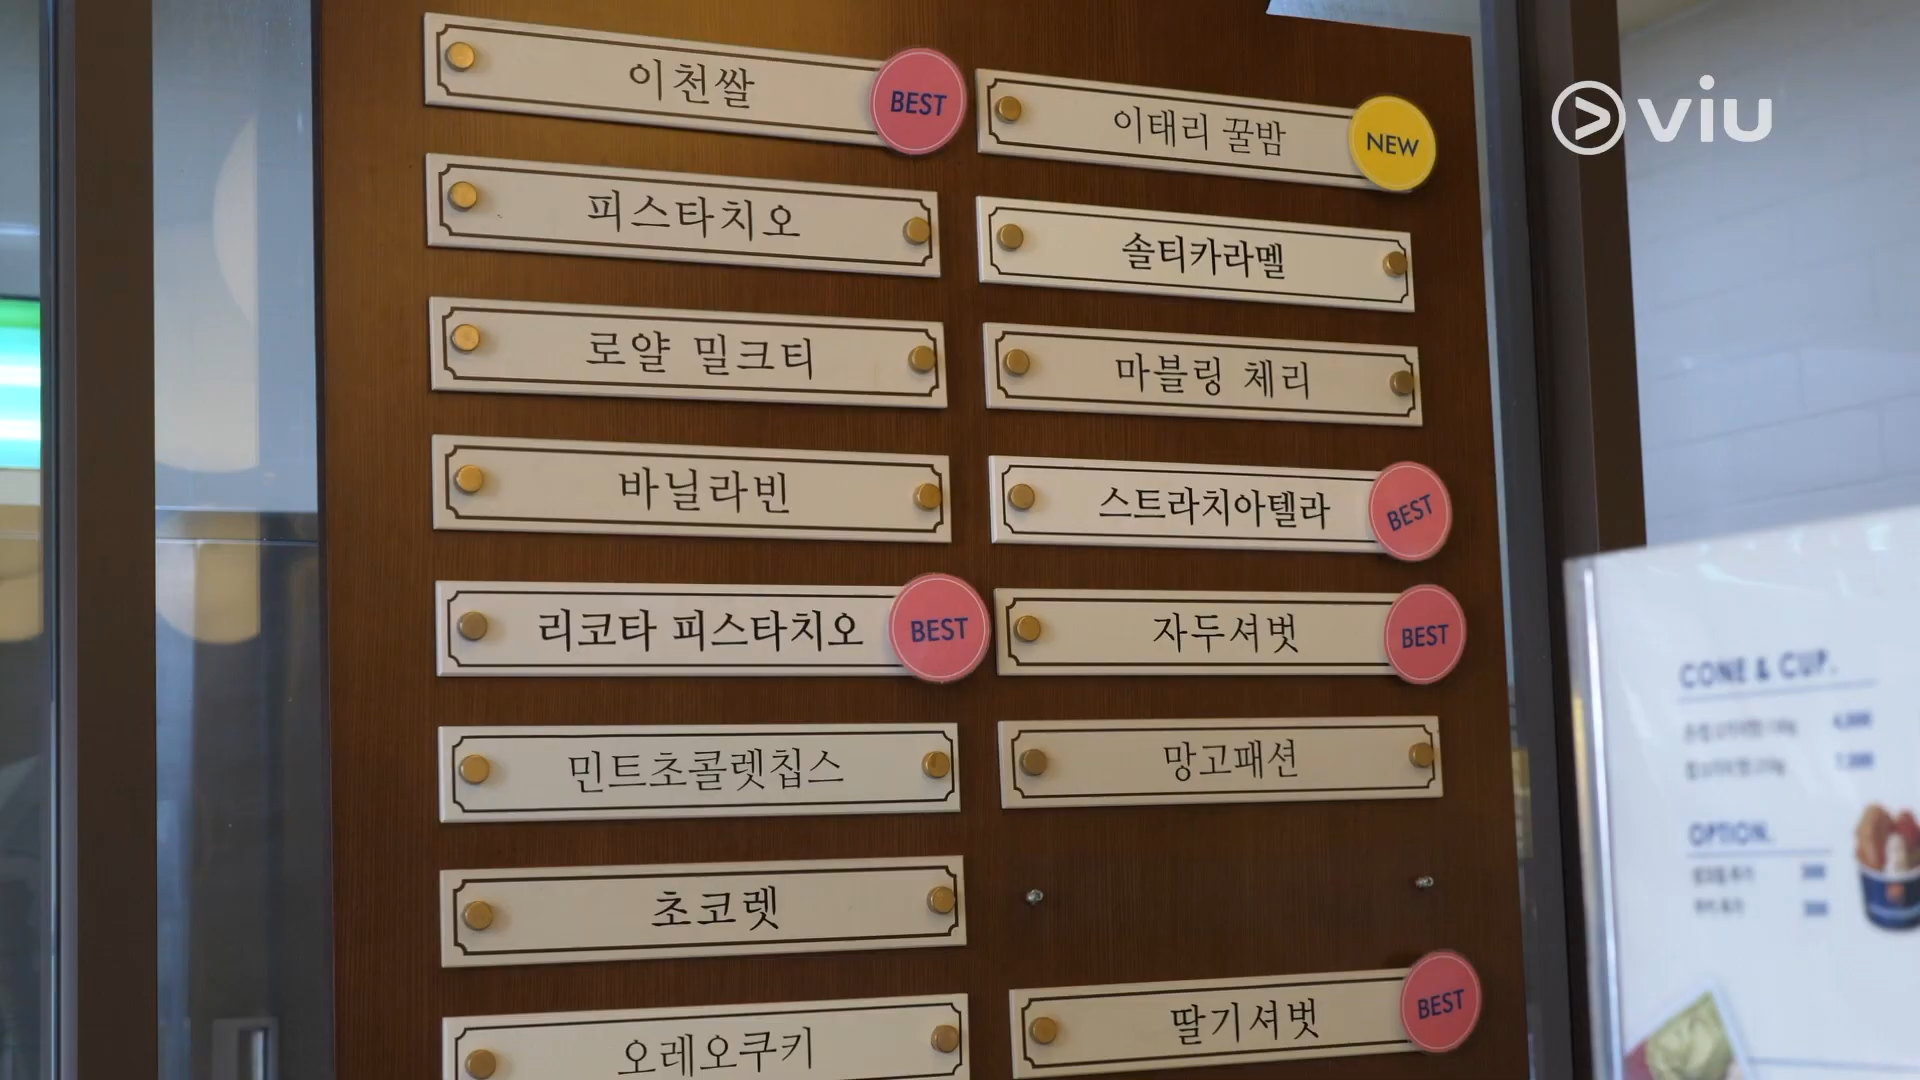 이천쌀 BEST
피스타치오
로얄 밀크티
바닐라빈
리코타 피스타치오 BEST
민트초콜렛칩스
초코렛
오레오쿠키
이태리 꿀밤 NEW
솔티카라멜
마블링 체리
스트라치아텔라 BEST
자두셔벗 BEST
망고패션
딸기셔벗 BEST
viu
CONE & CUP.
OPTION.